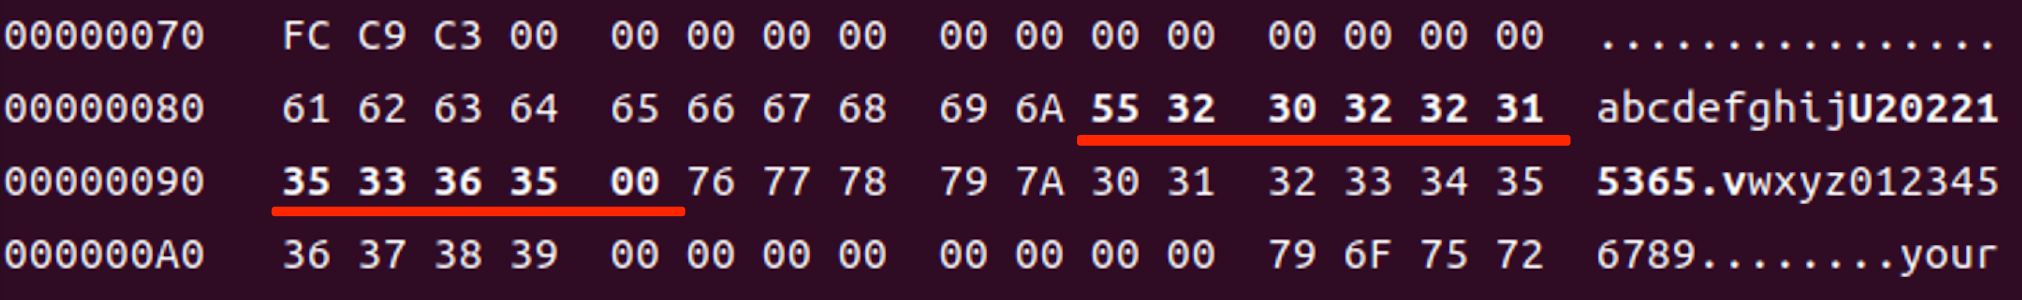 00000070 FC C9 C3 00 00 00 00 00 00 00 00 00 00 00 00 00 ................
00000080 61 62 63 64 65 66 67 68 69 6A 55 32 30 32 32 31 abcdefghijU20221
00000090 35 33 36 35 00 76 77 78 79 7A 30 31 32 33 34 35 5365.vwxyz012345
000000A0 36 37 38 39 00 00 00 00 00 00 00 00 79 6F 75 72 6789........your